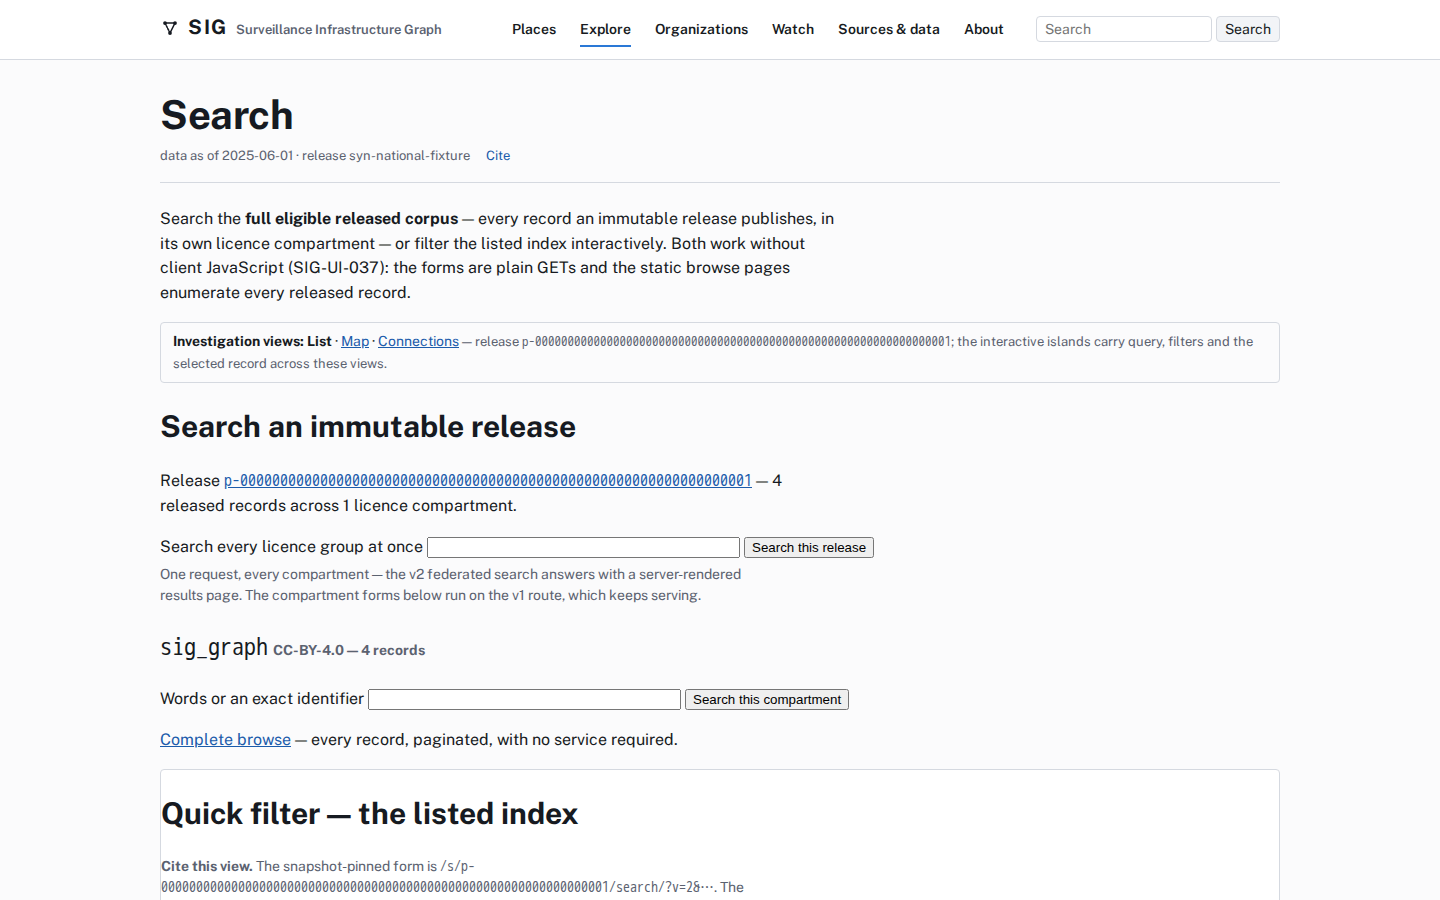 SIG Surveillance Infrastructure Graph Places Explore Organizations Watch Sources & data About Search Search
Search
data as of 2025-06-01 · release syn-national-fixture Cite
Search the full eligible released corpus — every record an immutable release publishes, in
its own licence compartment — or filter the listed index interactively. Both work without
client JavaScript (SIG-UI-037): the forms are plain GETs and the static browse pages
enumerate every released record.
Investigation views: List · Map · Connections — release p-0000000000000000000000000000000000000000000000000000000000000001; the interactive islands carry query, filters and the
selected record across these views.
Search an immutable release
Release p-0000000000000000000000000000000000000000000000000000000000000001 — 4
released records across 1 licence compartment.
Search every licence group at once Search this release
One request, every compartment — the v2 federated search answers with a server-rendered
results page. The compartment forms below run on the v1 route, which keeps serving.
sig_graph CC-BY-4.0 — 4 records
Words or an exact identifier Search this compartment
Complete browse — every record, paginated, with no service required.
Quick filter — the listed index
Cite this view. The snapshot-pinned form is /s/p-
0000000000000000000000000000000000000000000000000000000000000001/search/?v=2&···. The